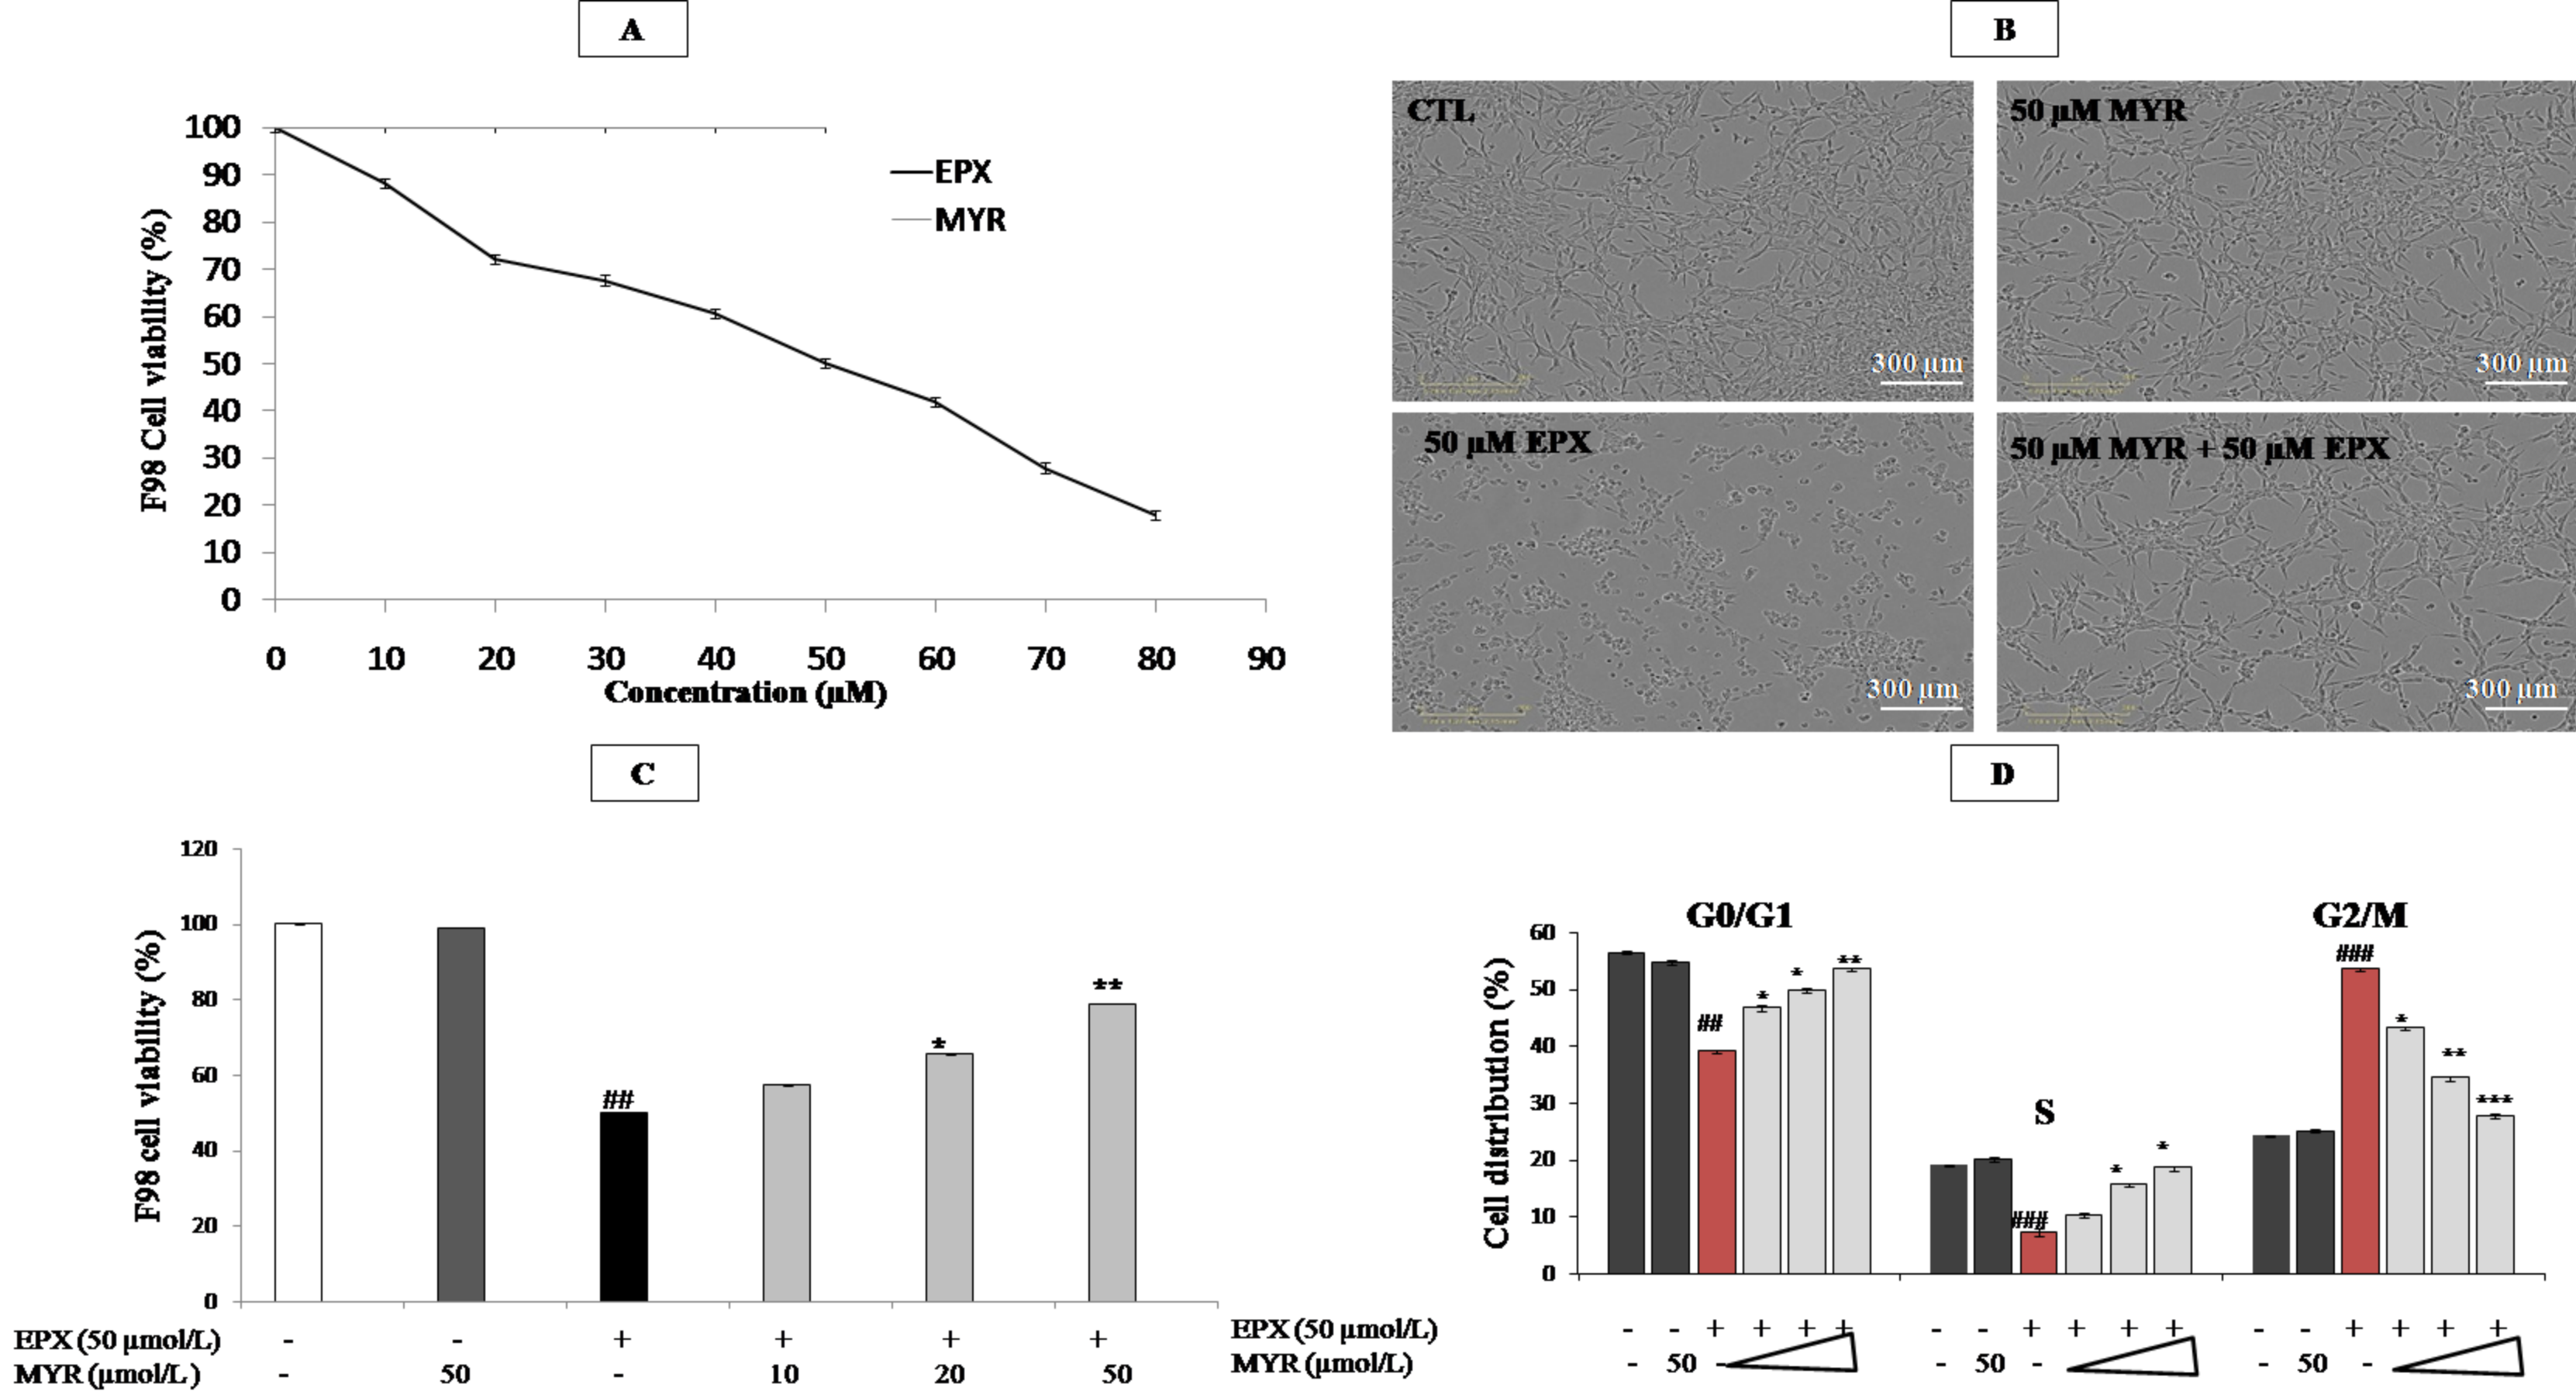 A
100
90
80
70
60
50
40
30
20
10
0
F98 Cell viability (%)
EPX
MYR
0 10 20 30 40 50 60 70 80 90
Concentration (µM)
B
CTL
300 µm
50 µM MYR
300 µm
50 µM EPX
300 µm
50 µM MYR + 50 µM EPX
300 µm
C
120
100
80
60
40
20
0
F98 cell viability (%)
##
*
**
EPX (50 µmol/L) - - + + + +
MYR (µmol/L) - 50 - 10 20 50
D
60
50
40
30
20
10
0
Cell distribution (%)
G0/G1
##
*
*
**
S
###
*
*
G2/M
###
*
**
***
EPX (50 µmol/L) - - + + + + - - + + + + - - + + + +
MYR (µmol/L) - 50 - - 50 - - 50 -